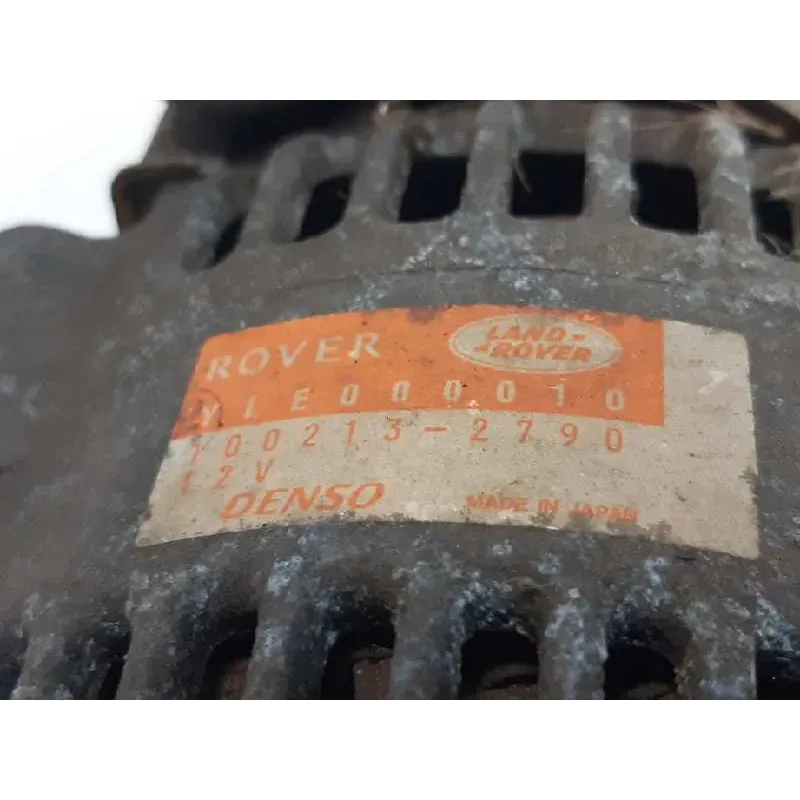 ROVER
LAND-
-ROVER
YLE000010
100213-2790
12V
DENSO
MADE IN JAPAN